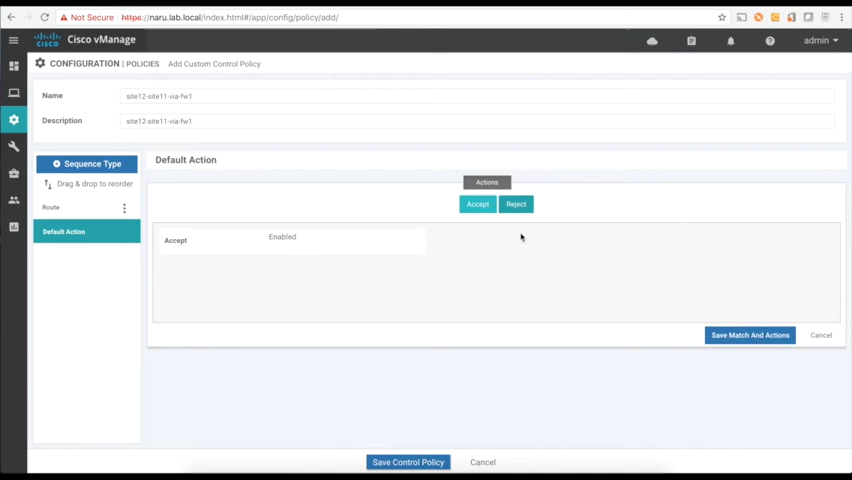 Not Secure https://naru.lab.local/index.html#/app/config/policy/add/
CISCO Cisco vManage admin
CONFIGURATION | POLICIES Add Custom Control Policy
Name site12-site11-via-fw1
Description site12-site11-via-fw1
Sequence Type
Drag & drop to reorder
Route
Default Action
Default Action
Actions
Accept Reject
Accept Enabled
Save Match And Actions Cancel
Save Control Policy Cancel